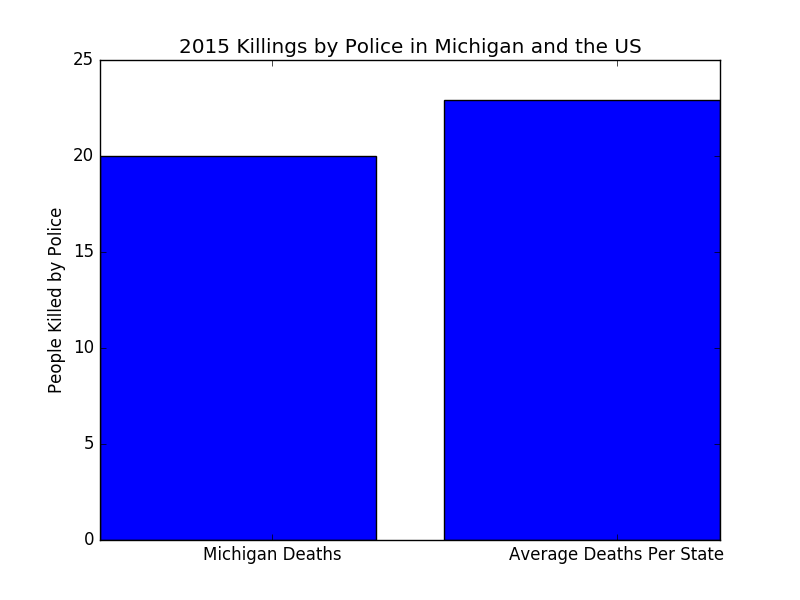 2015 Killings by Police in Michigan and the US
People Killed by Police
25
20
15
10
5
0
Michigan Deaths
Average Deaths Per State